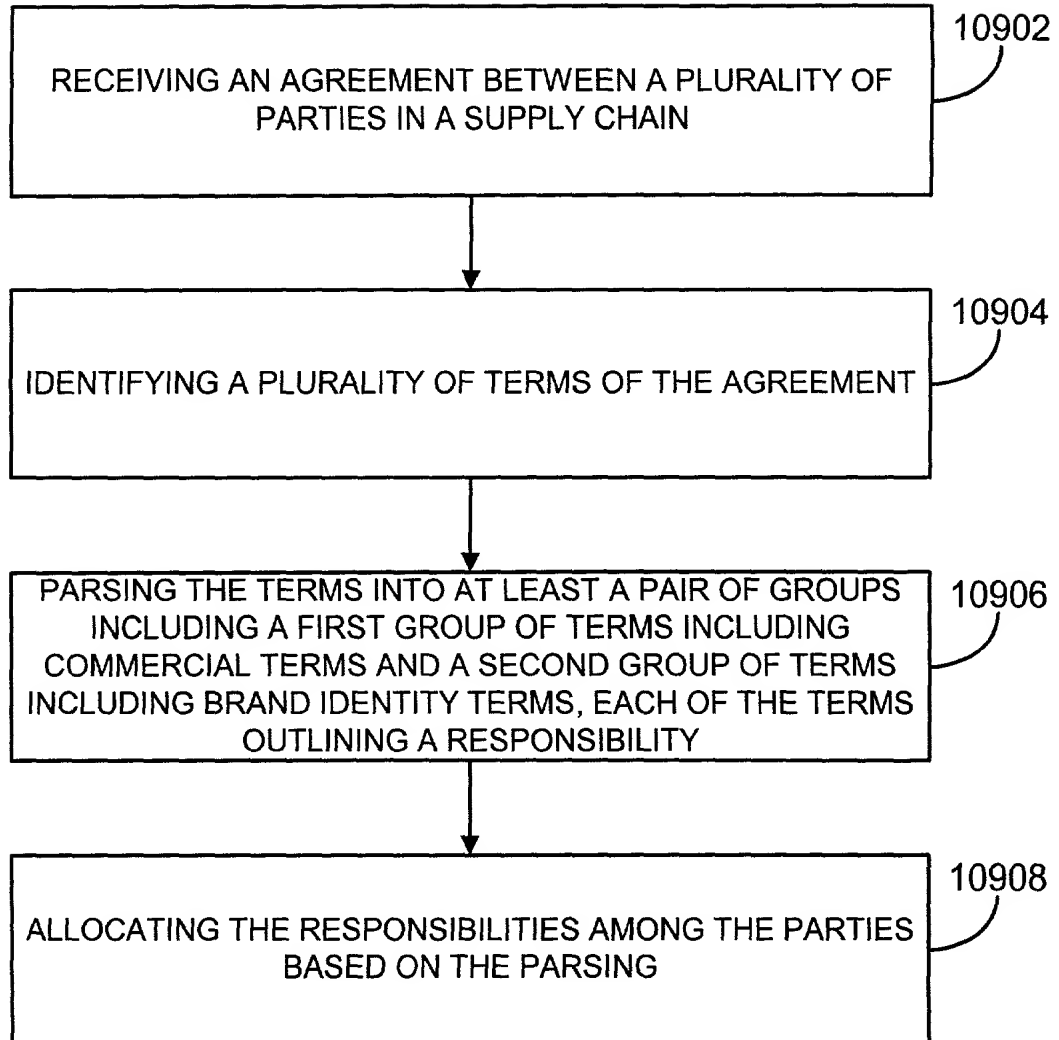 10902
RECEIVING AN AGREEMENT BETWEEN A PLURALITY OF
PARTIES IN A SUPPLY CHAIN
10904
IDENTIFYING A PLURALITY OF TERMS OF THE AGREEMENT
10906
PARSING THE TERMS INTO AT LEAST A PAIR OF GROUPS
INCLUDING A FIRST GROUP OF TERMS INCLUDING
COMMERCIAL TERMS AND A SECOND GROUP OF TERMS
INCLUDING BRAND IDENTITY TERMS, EACH OF THE TERMS
OUTLINING A RESPONSIBILITY
10908
ALLOCATING THE RESPONSIBILITIES AMONG THE PARTIES
BASED ON THE PARSING